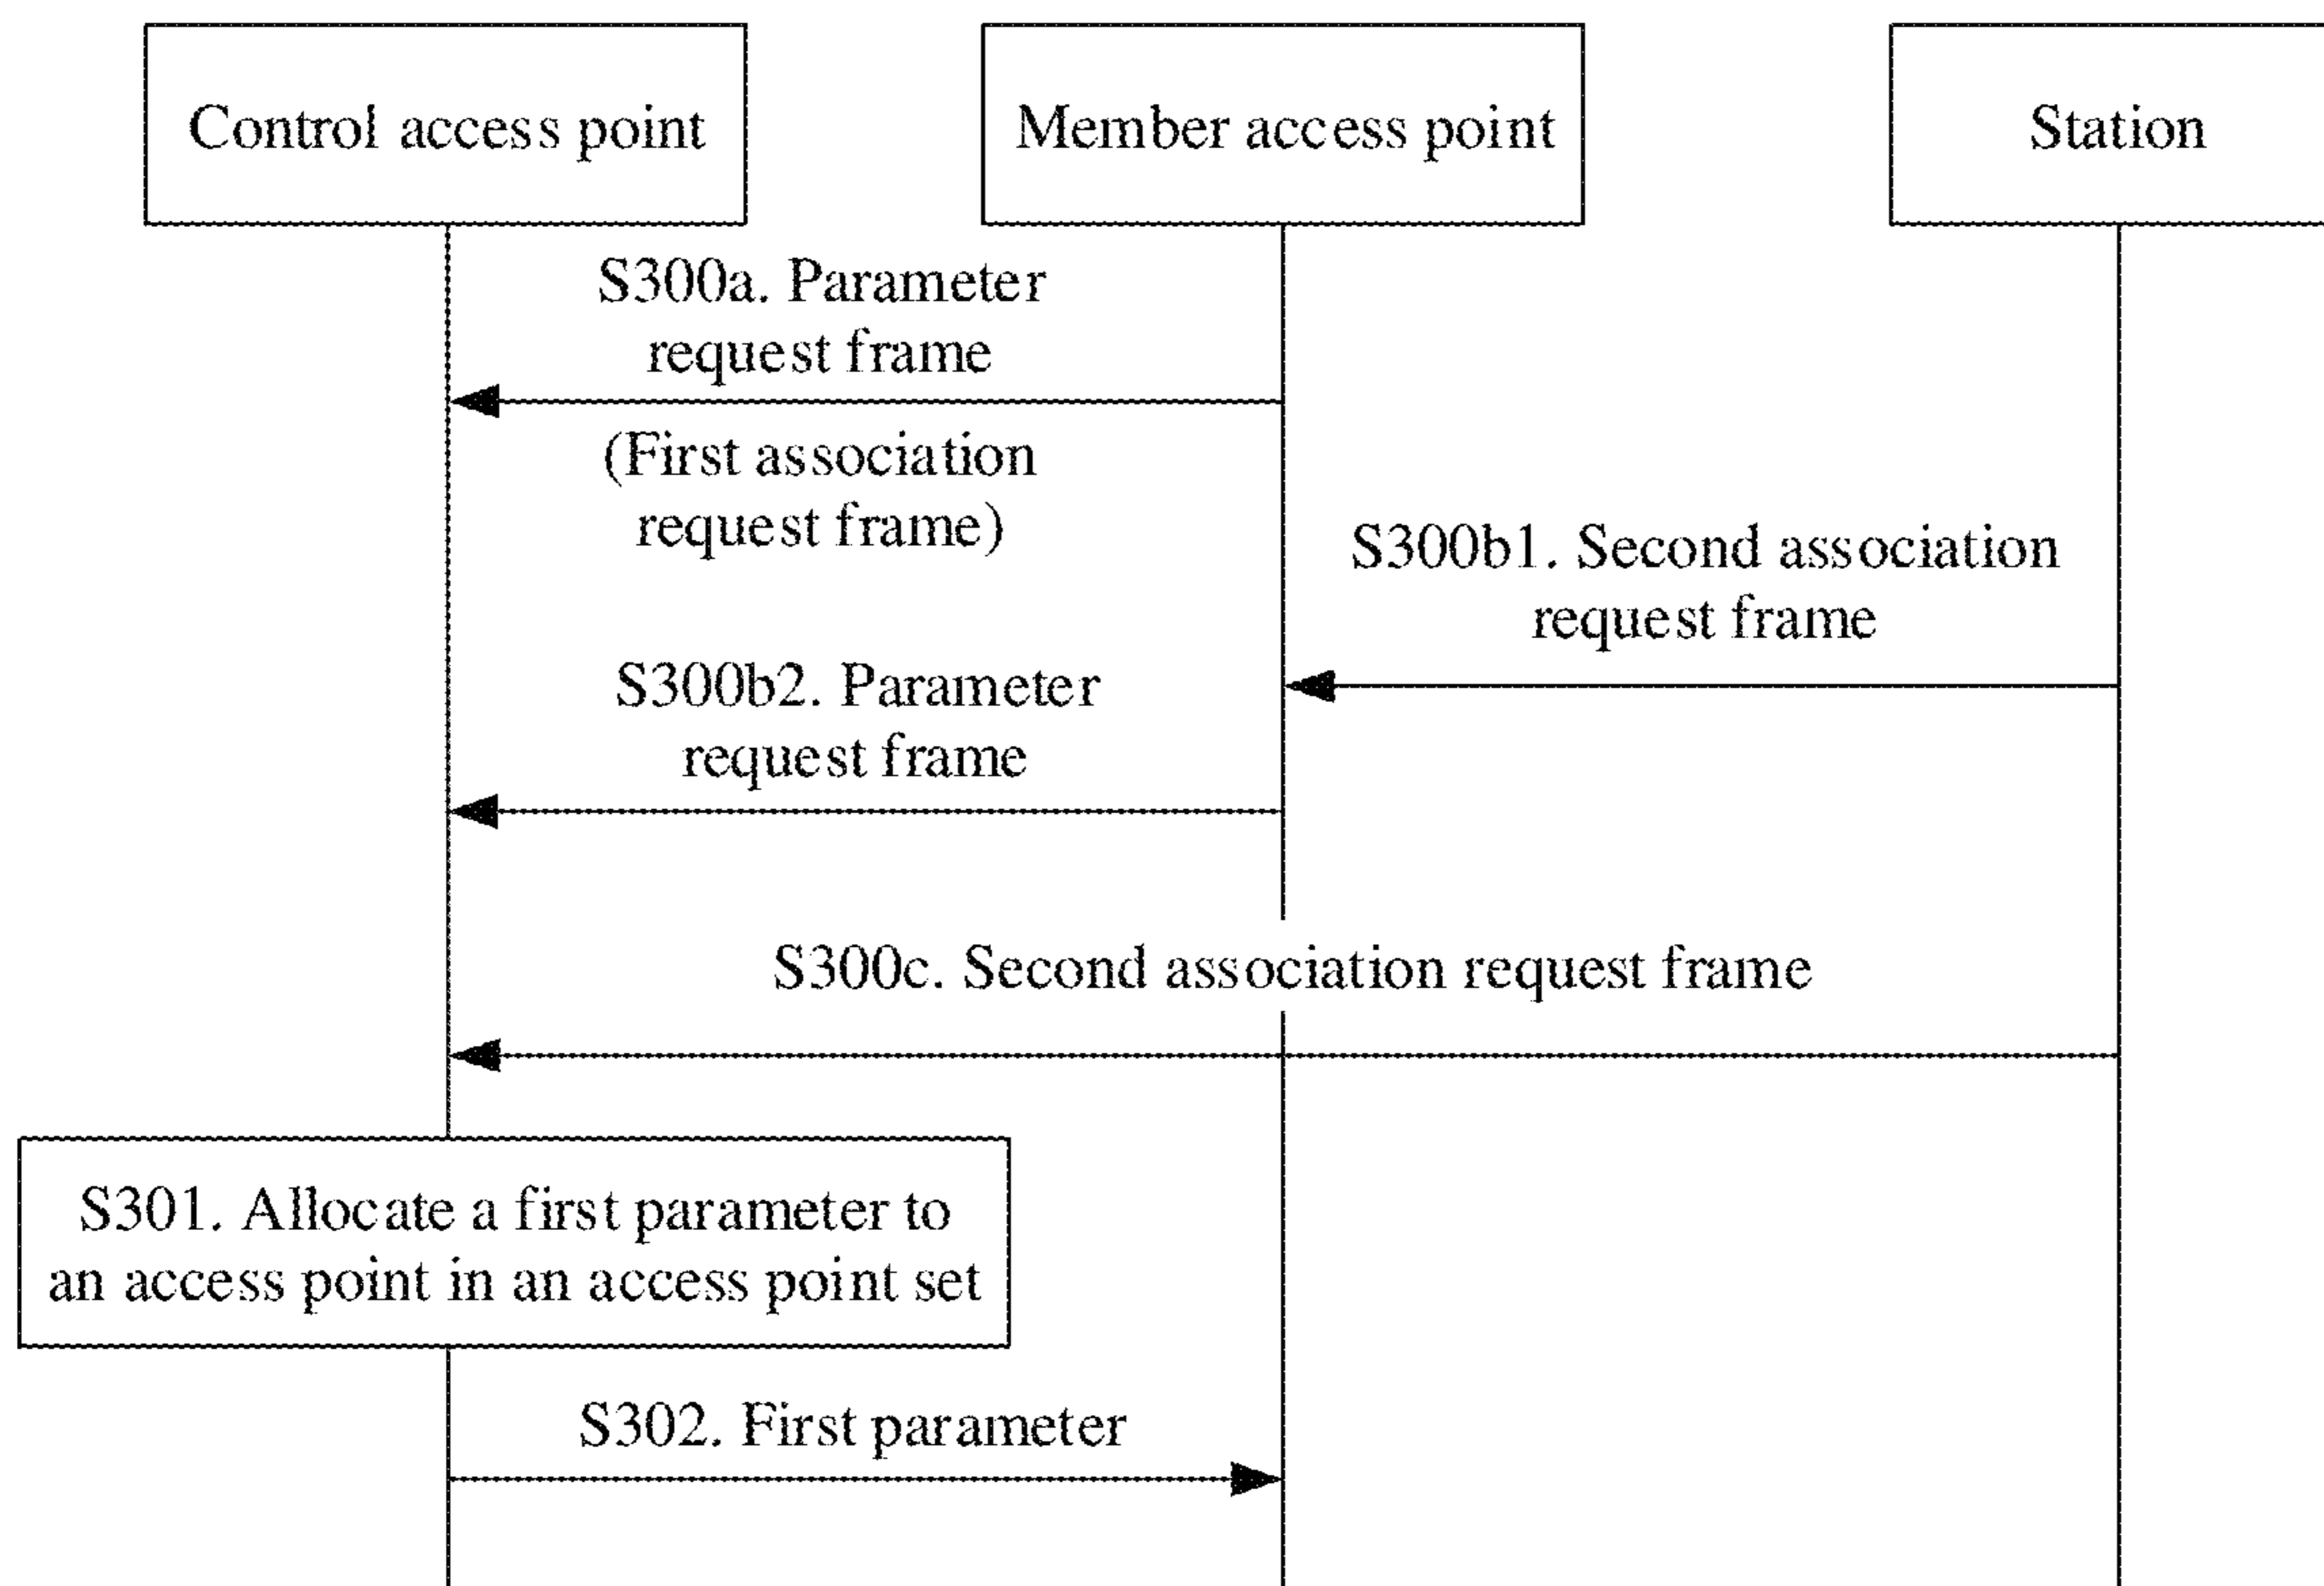 Control access point
Member access point
Station
S300a. Parameter
request frame
(First association
request frame)
S300b1. Second association
request frame
S300b2. Parameter
request frame
S300c. Second association request frame
S301. Allocate a first parameter to
an access point in an access point set
S302. First parameter